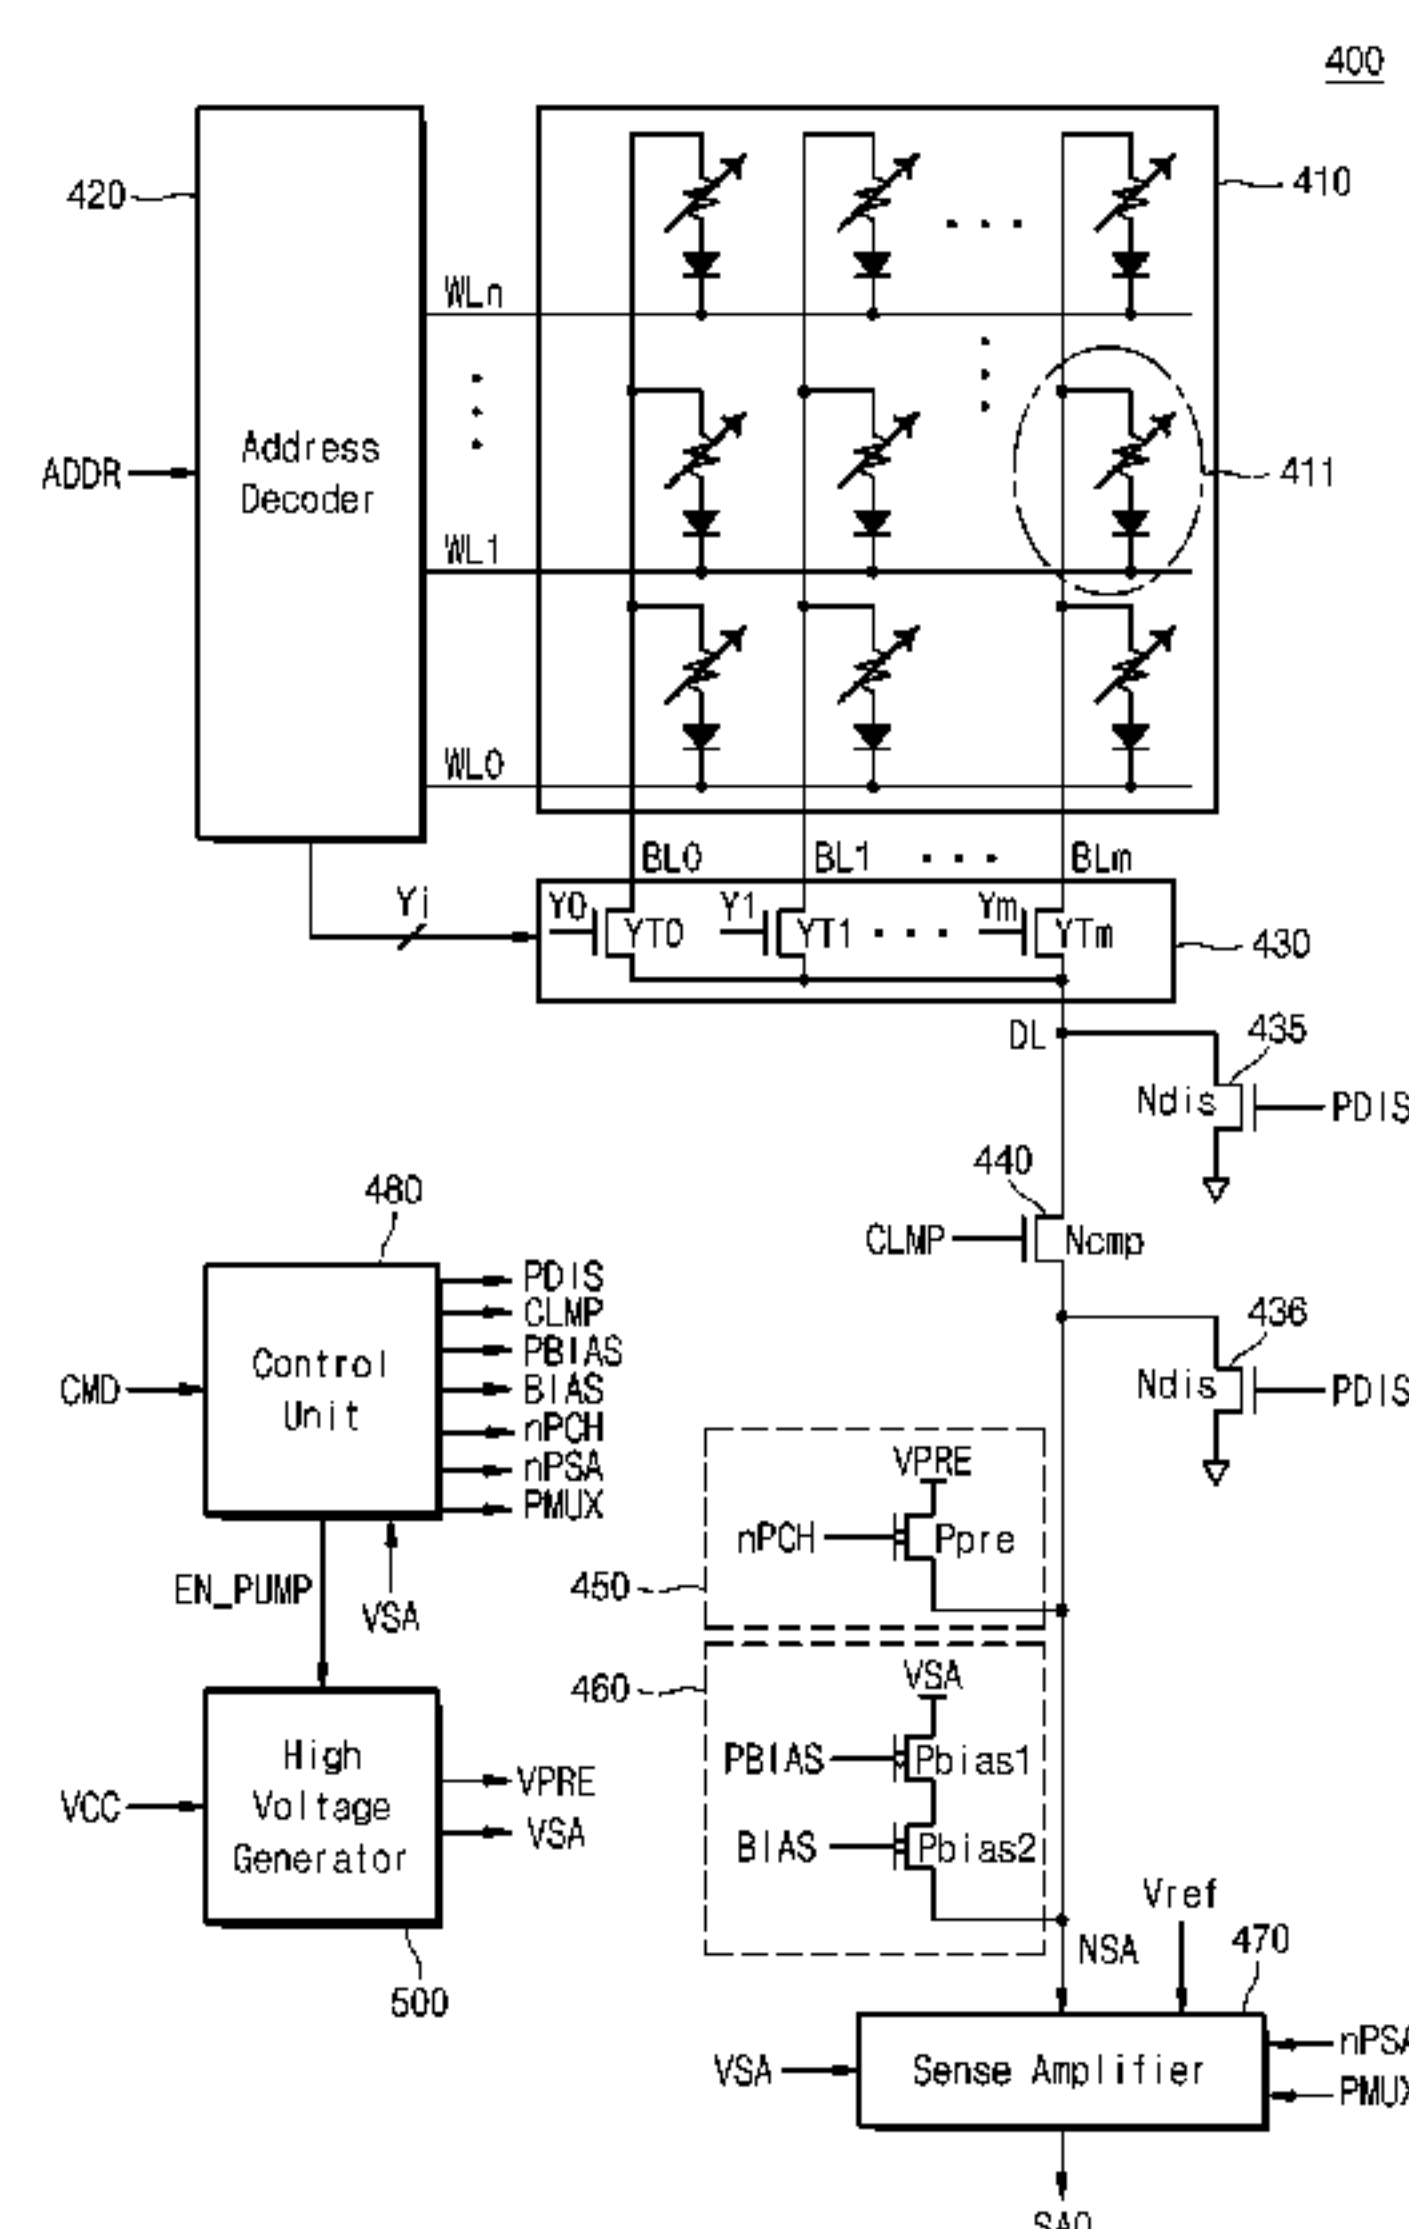 400
420
410
WLn
Address
Decoder
ADDR
411
WL1
WL0
BL0
BL1
BLm
Yi
Y0
YT0
Y1
YT1
Ym
YTm
430
DL
435
Ndis
PDIS
440
CLMP
Ncmp
436
Ndis
PDIS
480
Control
Unit
CMD
PDIS
CLMP
PBIAS
BIAS
nPCH
nPSA
PMUX
EN_PUMP
VSA
450
VPRE
nPCH
Ppre
460
VSA
PBIAS
Pbias1
BIAS
Pbias2
High
Voltage
Generator
VCC
VPRE
VSA
500
NSA
Vref
470
VSA
Sense Amplifier
nPSA
PMUX